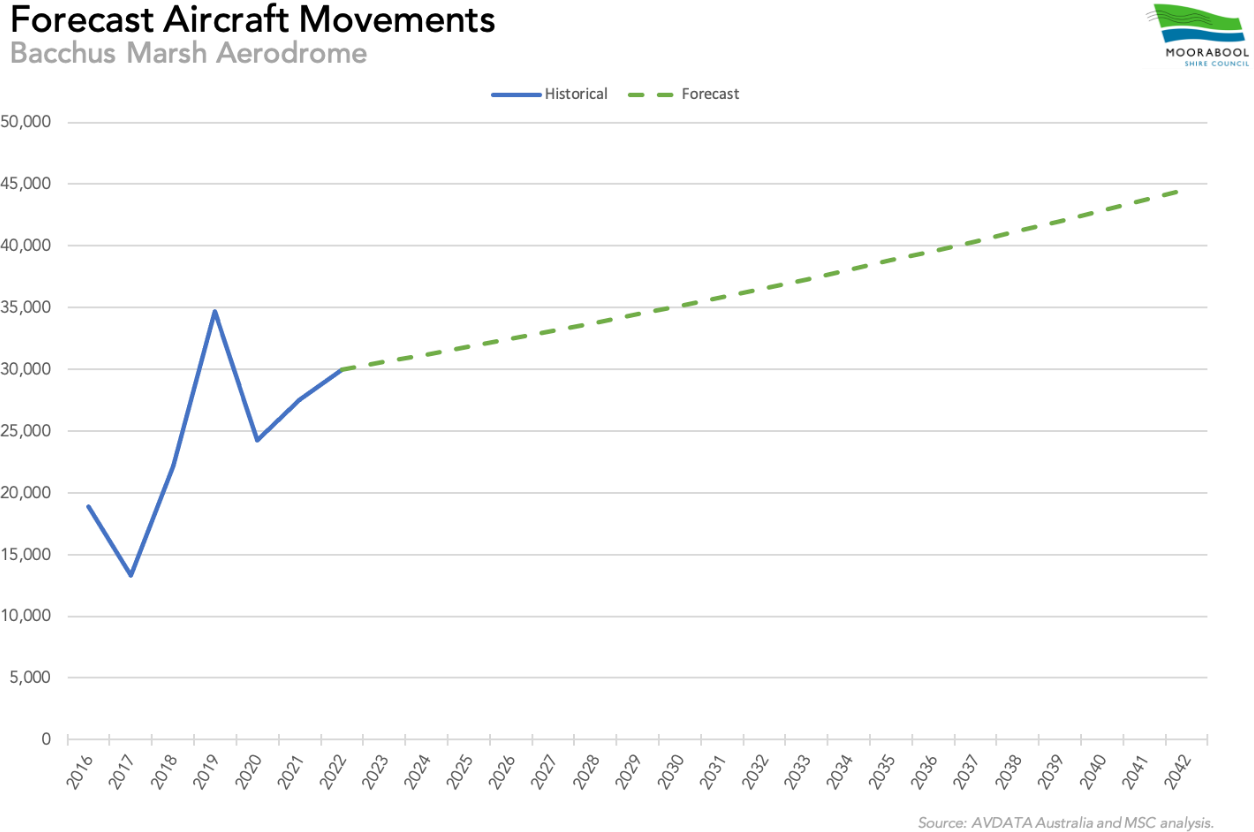 Forecast Aircraft Movements
Bacchus Marsh Aerodrome
MOORABOOL
SHIRE COUNCIL
Historical Forecast
50,000
45,000
40,000
35,000
30,000
25,000
20,000
15,000
10,000
5,000
0
2016 2017 2018 2019 2020 2021 2022 2023 2024 2025 2026 2027 2028 2029 2030 2031 2032 2033 2034 2035 2036 2037 2038 2039 2040 2041 2042
Source: AVDATA Australia and MSC analysis.